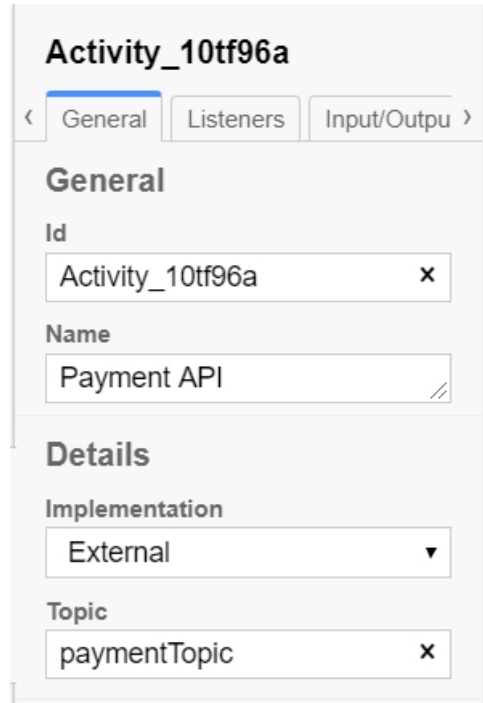 Activity_10tf96a
General Listeners Input/Outpu
General
Id
Activity_10tf96a
Name
Payment API
Details
Implementation
External
Topic
paymentTopic